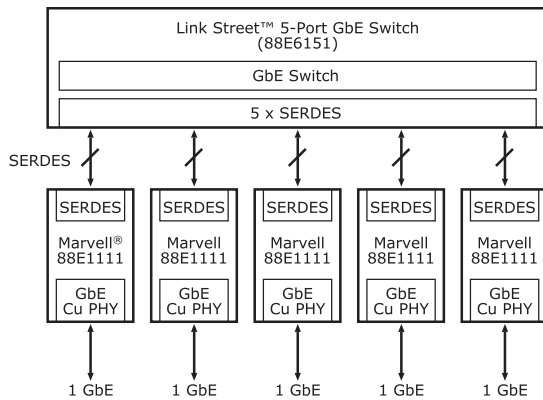 Link Street™ 5-Port GbE Switch
(88E6151)
GbE Switch
5 x SERDES
SERDES
SERDES SERDES SERDES SERDES SERDES
Marvell® Marvell Marvell Marvell Marvell
88E1111 88E1111 88E1111 88E1111 88E1111
GbE GbE GbE GbE GbE
Cu PHY Cu PHY Cu PHY Cu PHY Cu PHY
1 GbE 1 GbE 1 GbE 1 GbE 1 GbE